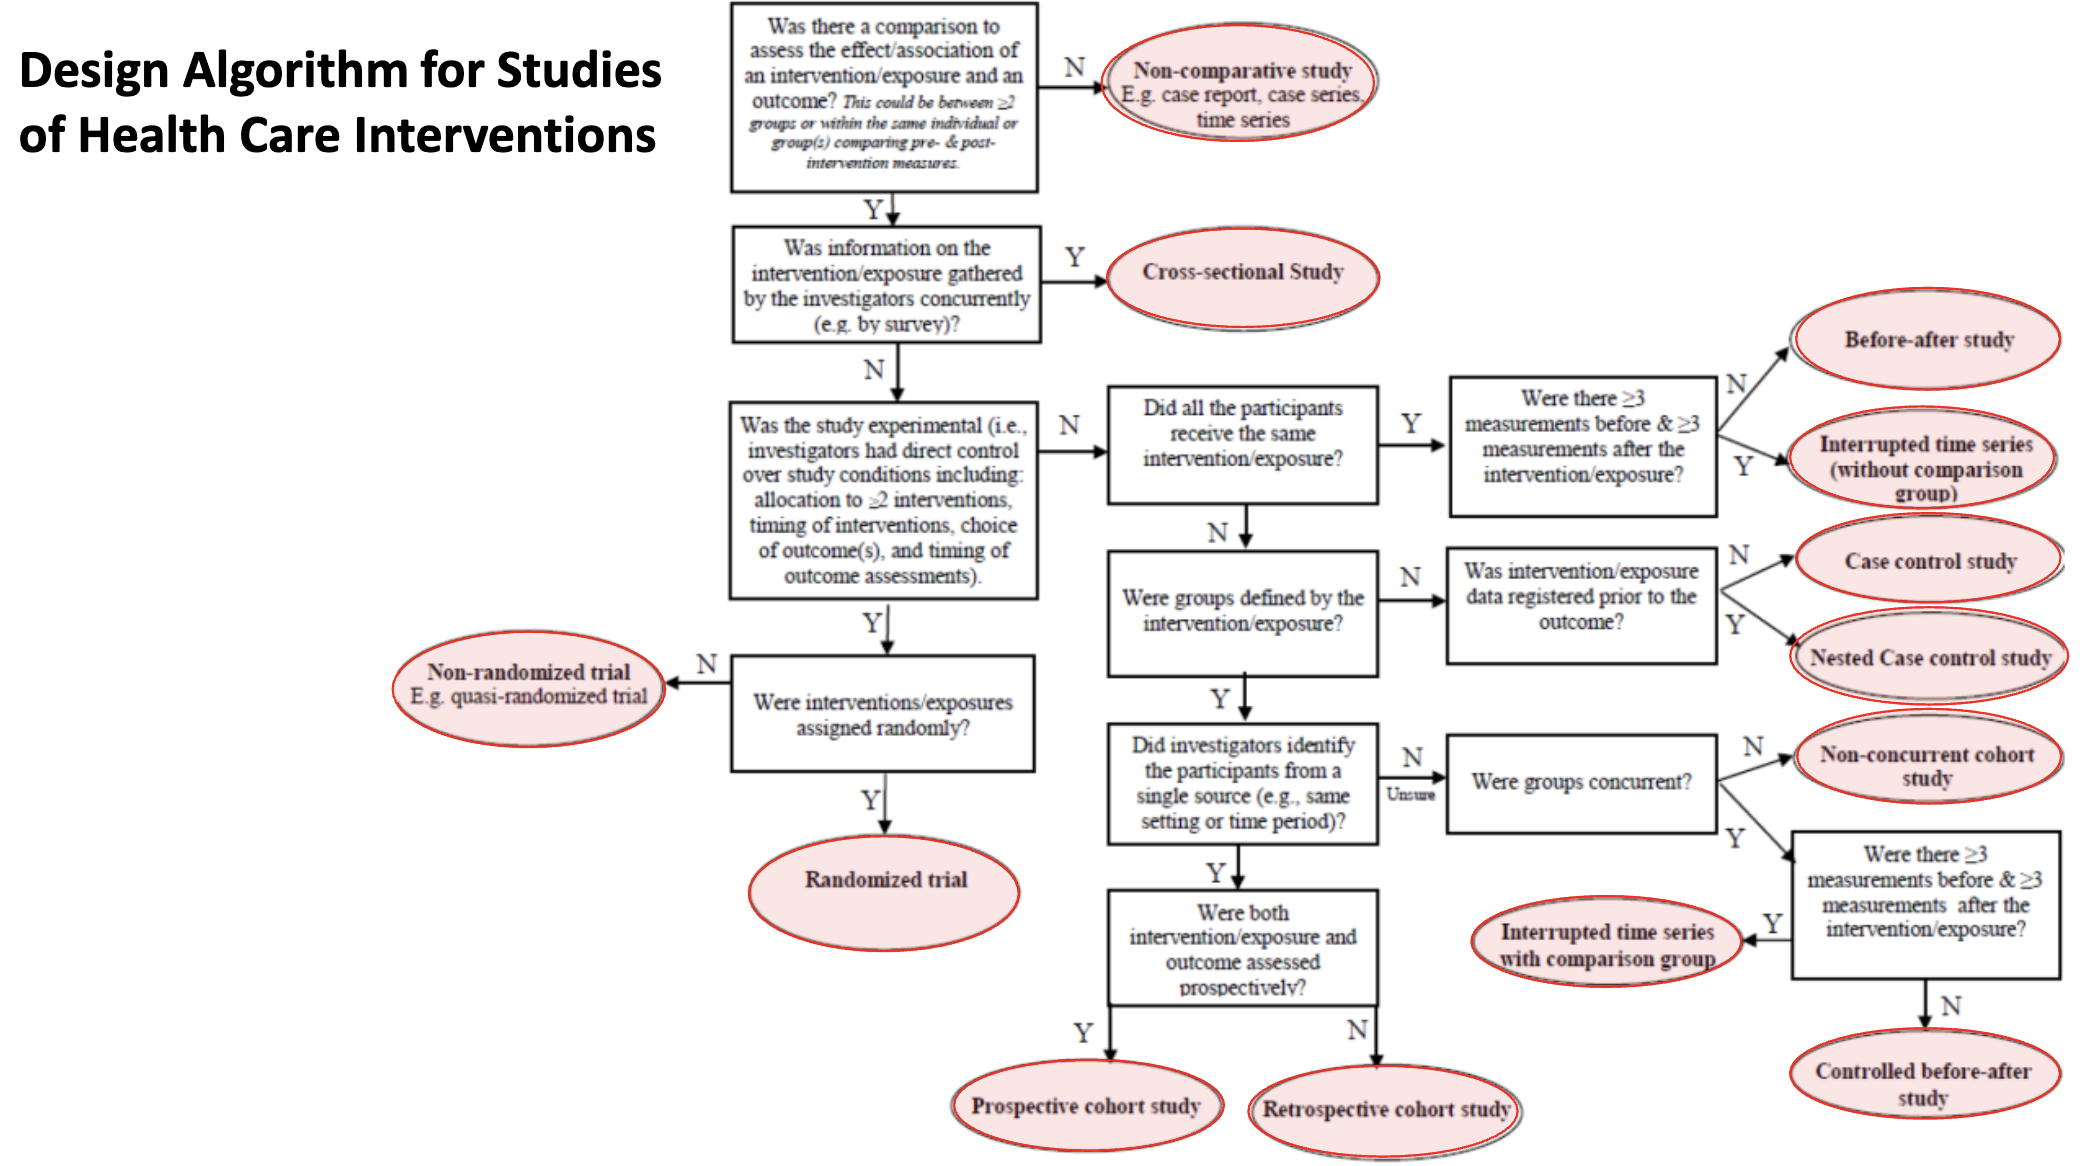 Design Algorithm for Studies
of Health Care Interventions
Was there a comparison to
assess the effect/association of
an intervention/exposure and an
outcome? This could be between ≥2
groups or within the same individual or
group(s) comparing pre- & post-
intervention measures.
N
Non-comparative study
E.g. case report, case series,
time series
Y
Was information on the
intervention/exposure gathered
by the investigators concurrently
(e.g. by survey)?
Y
Cross-sectional Study
N
Was the study experimental (i.e.,
investigators had direct control
over study conditions including:
allocation to ≥2 interventions,
timing of interventions, choice
of outcome(s), and timing of
outcome assessments).
N
Did all the participants
receive the same
intervention/exposure?
Y
Were there ≥3
measurements before & ≥3
measurements after the
intervention/exposure?
N
Before-after study
Y
Interrupted time series
(without comparison
group)
N
Were groups defined by the
intervention/exposure?
N
Was intervention/exposure
data registered prior to the
outcome?
N
Case control study
Y
Nested Case control study
Y
Were interventions/exposures
assigned randomly?
N
Non-randomized trial
E.g. quasi-randomized trial
Y
Randomized trial
Y
Did investigators identify
the participants from a
single source (e.g., same
setting or time period)?
N
Unsure
Were groups concurrent?
N
Non-concurrent cohort
study
Y
Were there ≥3
measurements before & ≥3
measurements after the
intervention/exposure?
Y
Interrupted time series
with comparison group
N
Controlled before-after
study
Y
Were both
intervention/exposure and
outcome assessed
prospectively?
Y
Prospective cohort study
N
Retrospective cohort study